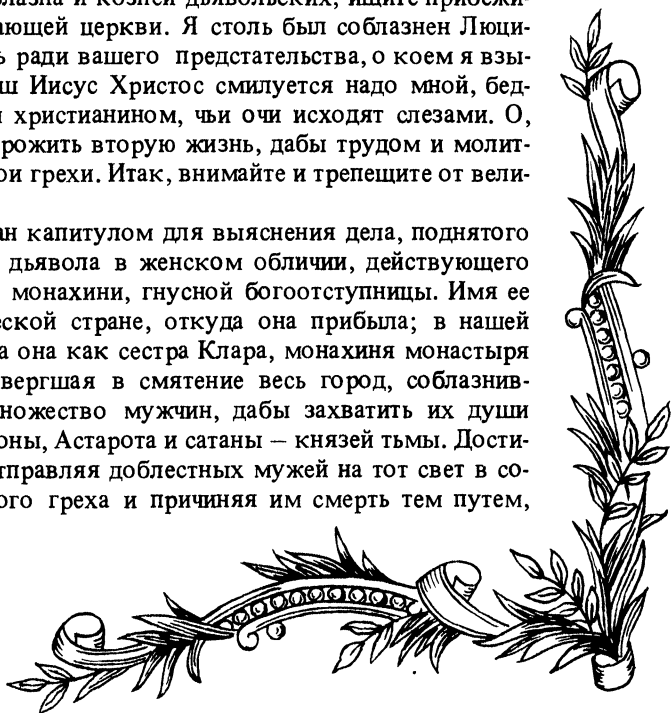 блазна и козней дьявольских, ищите прибежи-
ающей церкви. Я столь был соблазнен Люци-
ь ради вашего предстательства, о коем я взы-
ш Иисус Христос смилуется надо мной, бед-
и христианином, чьи очи исходят слезами. О,
рожить вторую жизнь, дабы трудом и молит-
ои грехи. Итак, внимайте и трепещите от вели-
ан капитулом для выяснения дела, поднятого
дьявола в женском обличии, действующего
монахини, гнусной богоотступницы. Имя ее
еской стране, откуда она прибыла; в нашей
а она как сестра Клара, монахиня монастыря
вергшая в смятение весь город, соблазнив-
ножество мужчин, дабы захватить их души
оны, Астарота и сатаны – князей тьмы. Дости-
тправляя доблестных мужей на тот свет в со-
ого греха и причиняя им смерть тем путем,